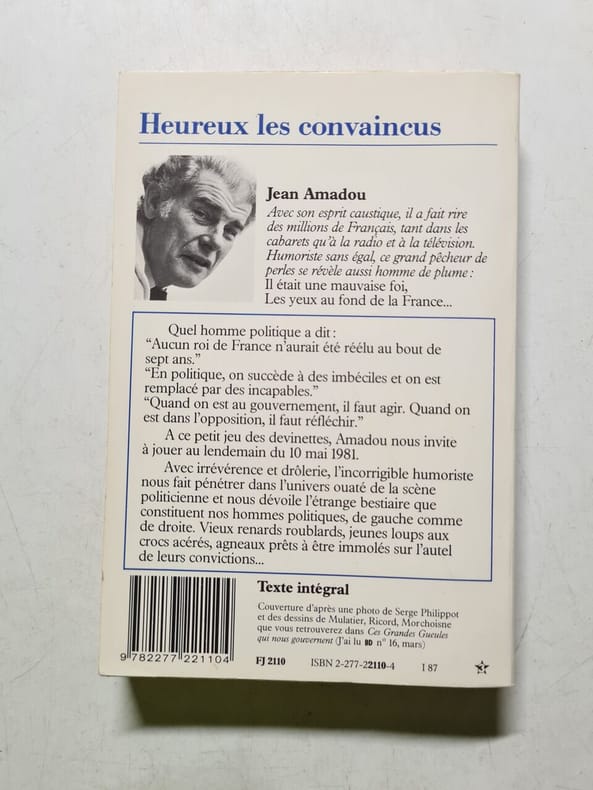 Heureux les convaincus
Jean Amadou
Avec son esprit caustique, il a fait rire
des millions de Français, tant dans les
cabarets qu'à la radio et à la télévision.
Humoriste sans égal, ce grand pêcheur de
perles se révèle aussi homme de plume :
Il était une mauvaise foi,
Les yeux au fond de la France...
Quel homme politique a dit :
“Aucun roi de France n'aurait été réélu au bout de
sept ans.”
“En politique, on succède à des imbéciles et on est
remplacé par des incapables.”
“Quand on est au gouvernement, il faut agir. Quand on
est dans l'opposition, il faut réfléchir.”
A ce petit jeu des devinettes, Amadou nous invite
à jouer au lendemain du 10 mai 1981.
Avec irrévérence et drôlerie, l'incorrigible humoriste
nous fait pénétrer dans l'univers ouaté de la scène
politicienne et nous dévoile l'étrange bestiaire que
constituent nos hommes politiques, de gauche comme
de droite. Vieux renards roublards, jeunes loups aux
crocs acérés, agneaux prêts à être immolés sur l'autel
de leurs convictions...
Texte intégral
Couverture d'après une photo de Serge Philippot
et des dessins de Mulatier, Ricord, Morchoisne
que vous retrouverez dans Ces Grandes Gueules
qui nous gouvernent (J'ai lu BD n° 16, mars)
9 782277 221104
FJ 2110 ISBN 2-277-22110-4 I 87